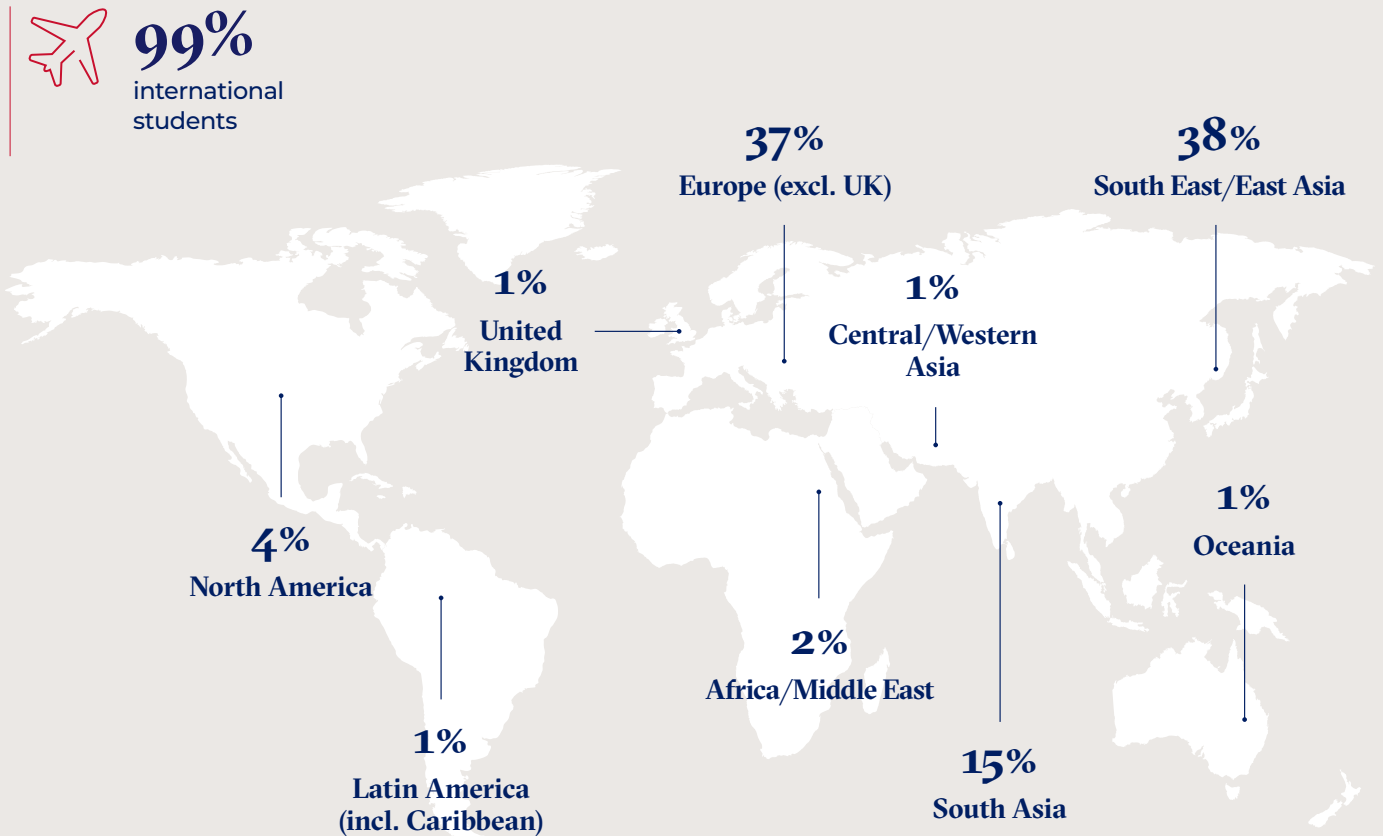 99%
international
students
37%
Europe (excl. UK)
38%
South East/East Asia
1%
United
Kingdom
1%
Central/Western
Asia
4%
North America
1%
Oceania
2%
Africa/Middle East
1%
Latin America
(incl. Caribbean)
15%
South Asia